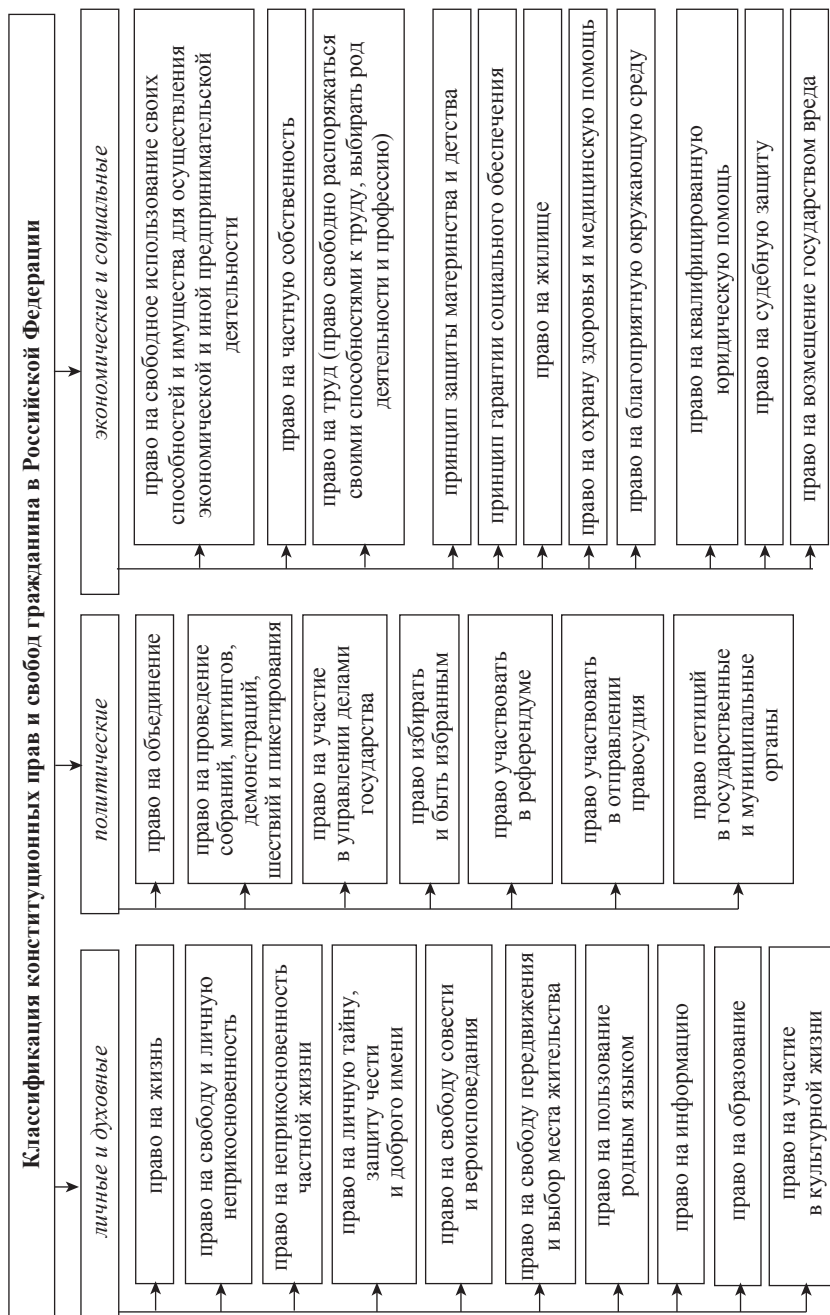 Классификация конституционных прав и свобод гражданина в Российской Федерации
личные и духовные
право на жизнь
право на свободу и личную
неприкосновенность
право на неприкосновенность
частной жизни
право на личную тайну,
защиту чести
и доброго имени
право на свободу совести
и вероисповедания
право на свободу передвижения
и выбор места жительства
право на пользование
родным языком
право на информацию
право на образование
право на участие
в культурной жизни
политические
право на объединение
право на проведение
собраний, митингов,
демонстраций,
шествий и пикетирования
право на участие
в управлении делами
государства
право избирать
и быть избранным
право участвовать
в референдуме
право участвовать
в отправлении
правосудия
право петиций
в государственные
и муниципальные
органы
экономические и социальные
право на свободное использование своих
способностей и имущества для осуществления
экономической и иной предпринимательской
деятельности
право на частную собственность
право на труд (право свободно распоряжаться
своими способностями к труду, выбирать род
деятельности и профессию)
принцип защиты материнства и детства
принцип гарантии социального обеспечения
право на жилище
право на охрану здоровья и медицинскую помощь
право на благоприятную окружающую среду
право на квалифицированную
юридическую помощь
право на судебную защиту
право на возмещение государством вреда